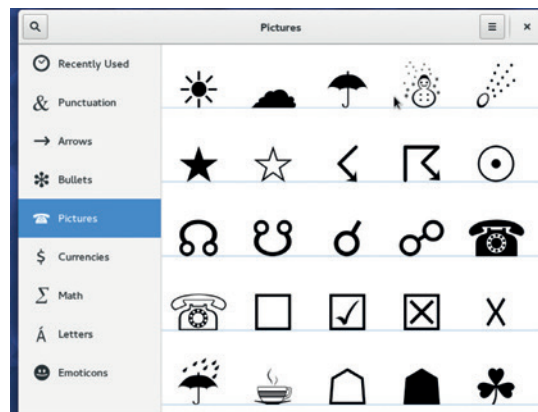 Pictures
Recently Used
& Punctuation
→ Arrows
Bullets
Pictures
$ Currencies
Σ Math
Á Letters
Emoticons